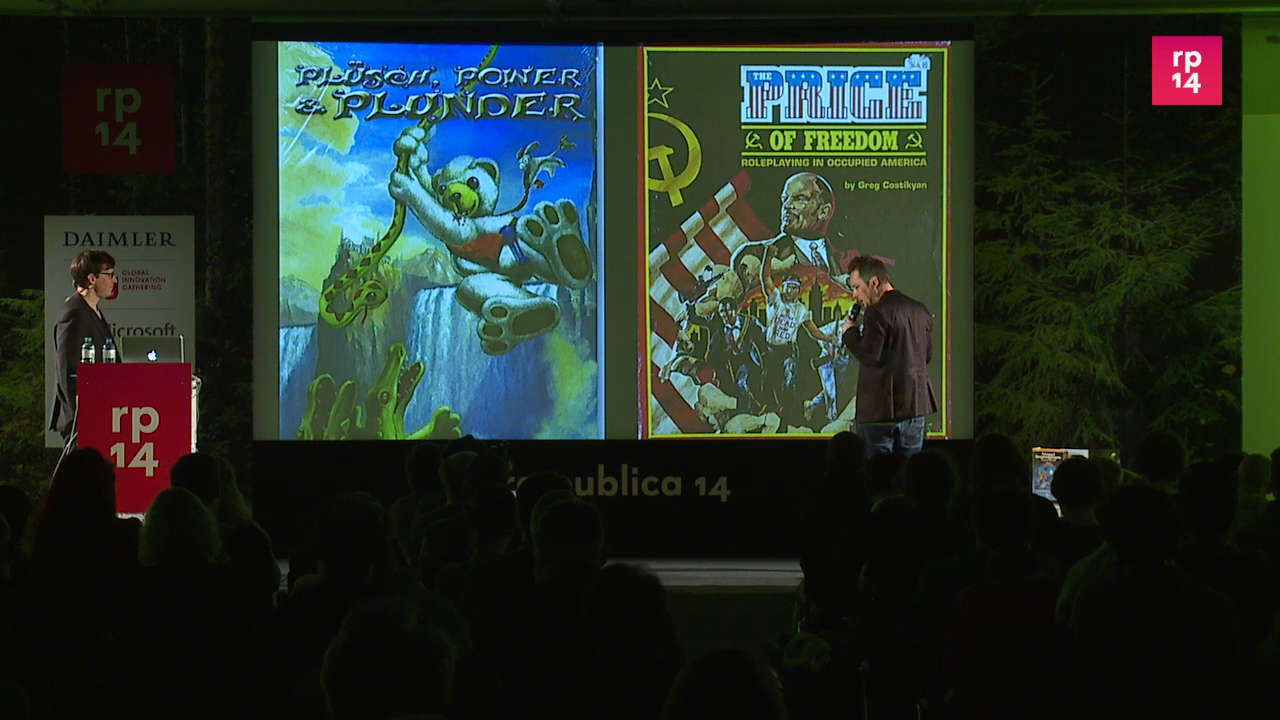 rp
14
rp
14
PLÜSCH, POWER
& PLUNDER
THE
PRICE
OF FREEDOM
ROLEPLAYING IN OCCUPIED AMERICA
by Greg Costikyan
DAIMLER
GLOBAL
INNOVATION
GATHERING
icrosoft
rp
14
ublica 14